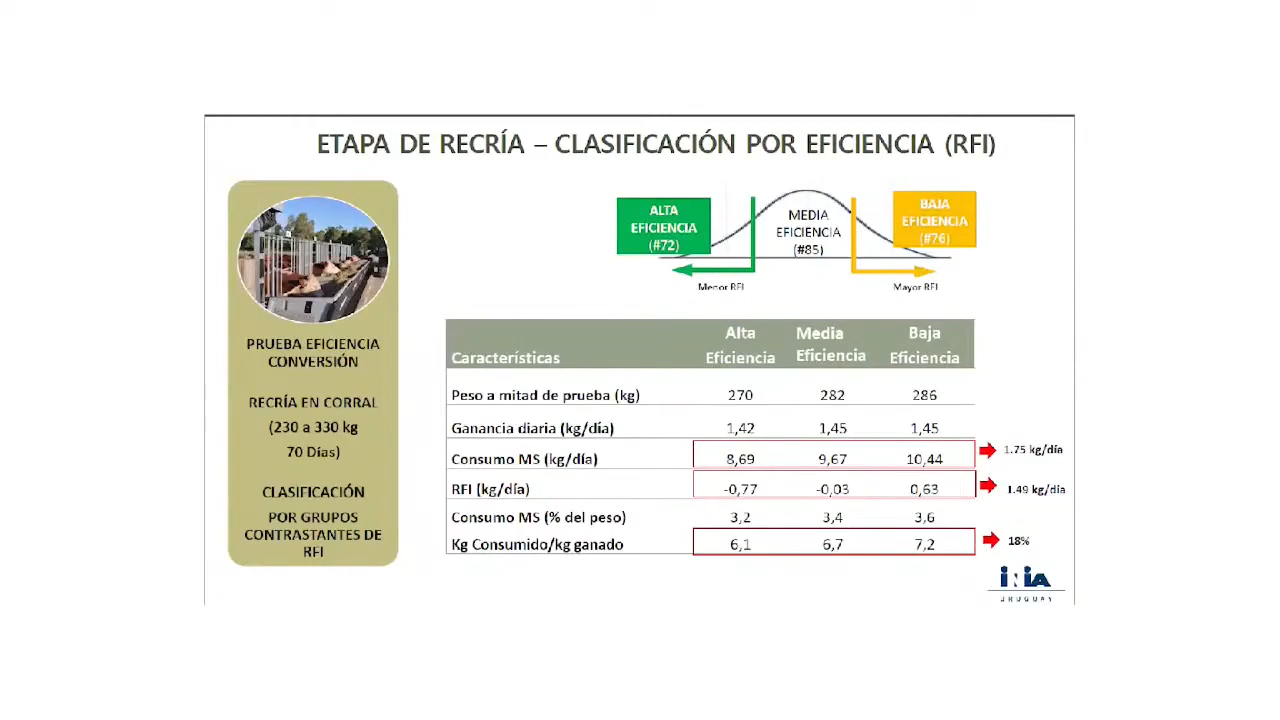 ETAPA DE RECRÍA – CLASIFICACIÓN POR EFICIENCIA (RFI)
PRUEBA EFICIENCIA
CONVERSIÓN
RECRÍA EN CORRAL
(230 a 330 kg
70 Días)
CLASIFICACIÓN
POR GRUPOS
CONTRASTANTES DE
RFI
ALTA
EFICIENCIA
(#72)
MEDIA
EFICIENCIA
(#85)
BAJA
EFICIENCIA
(#76)
Menor RFI
Mayor RFI
Características Alta Eficiencia Media Eficiencia Baja Eficiencia
Peso a mitad de prueba (kg) 270 282 286
Ganancia diaria (kg/día) 1,42 1,45 1,45
Consumo MS (kg/día) 8,69 9,67 10,44 1.75 kg/día
RFI (kg/día) -0,77 -0,03 0,63 1.49 kg/día
Consumo MS (% del peso) 3,2 3,4 3,6
Kg Consumido/kg ganado 6,1 6,7 7,2 18%
inia
URUGUAY